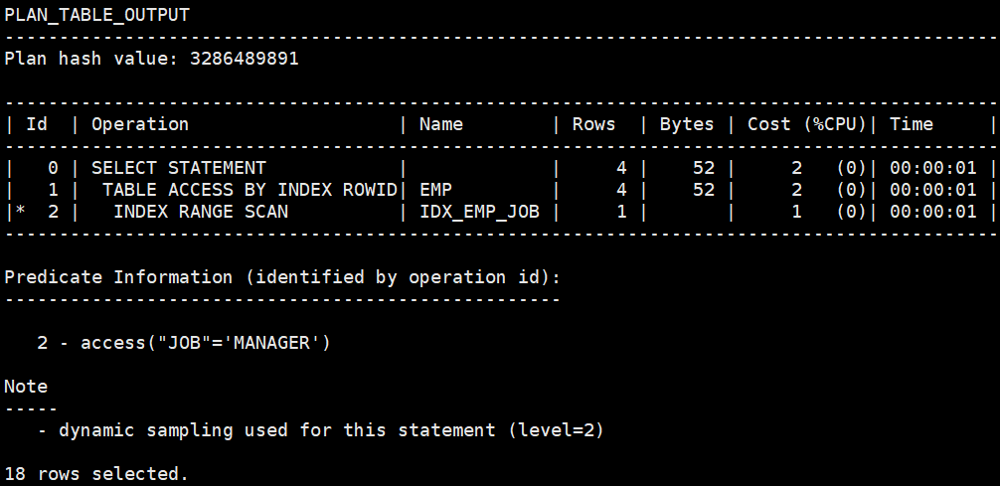 PLAN_TABLE_OUTPUT
-------------------------------------------------------------------------------------------
Plan hash value: 3286489891
-------------------------------------------------------------------------------------------
| Id  | Operation                   | Name        | Rows  | Bytes | Cost (%CPU)| Time     |
-------------------------------------------------------------------------------------------
|   0 | SELECT STATEMENT            |             |     4 |    52 |     2   (0)| 00:00:01 |
|   1 |  TABLE ACCESS BY INDEX ROWID| EMP         |     4 |    52 |     2   (0)| 00:00:01 |
|*  2 |   INDEX RANGE SCAN          | IDX_EMP_JOB |     1 |       |     1   (0)| 00:00:01 |
-------------------------------------------------------------------------------------------
Predicate Information (identified by operation id):
---------------------------------------------------
   2 - access("JOB"='MANAGER')
Note
-----
   - dynamic sampling used for this statement (level=2)
18 rows selected.